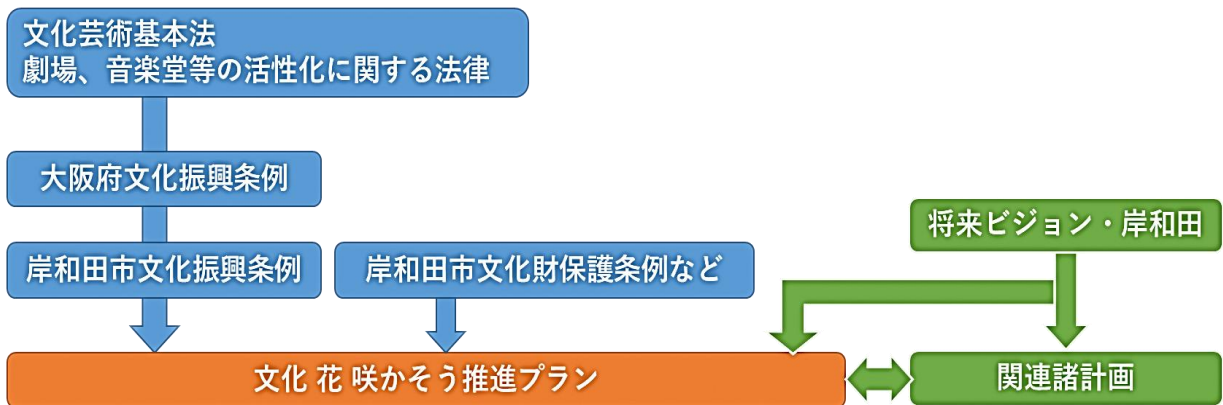 文化芸術基本法
劇場、音楽堂等の活性化に関する法律
大阪府文化振興条例
将来ビジョン・岸和田
岸和田市文化振興条例
岸和田市文化財保護条例など
文化 花 咲かそう推進プラン
関連諸計画